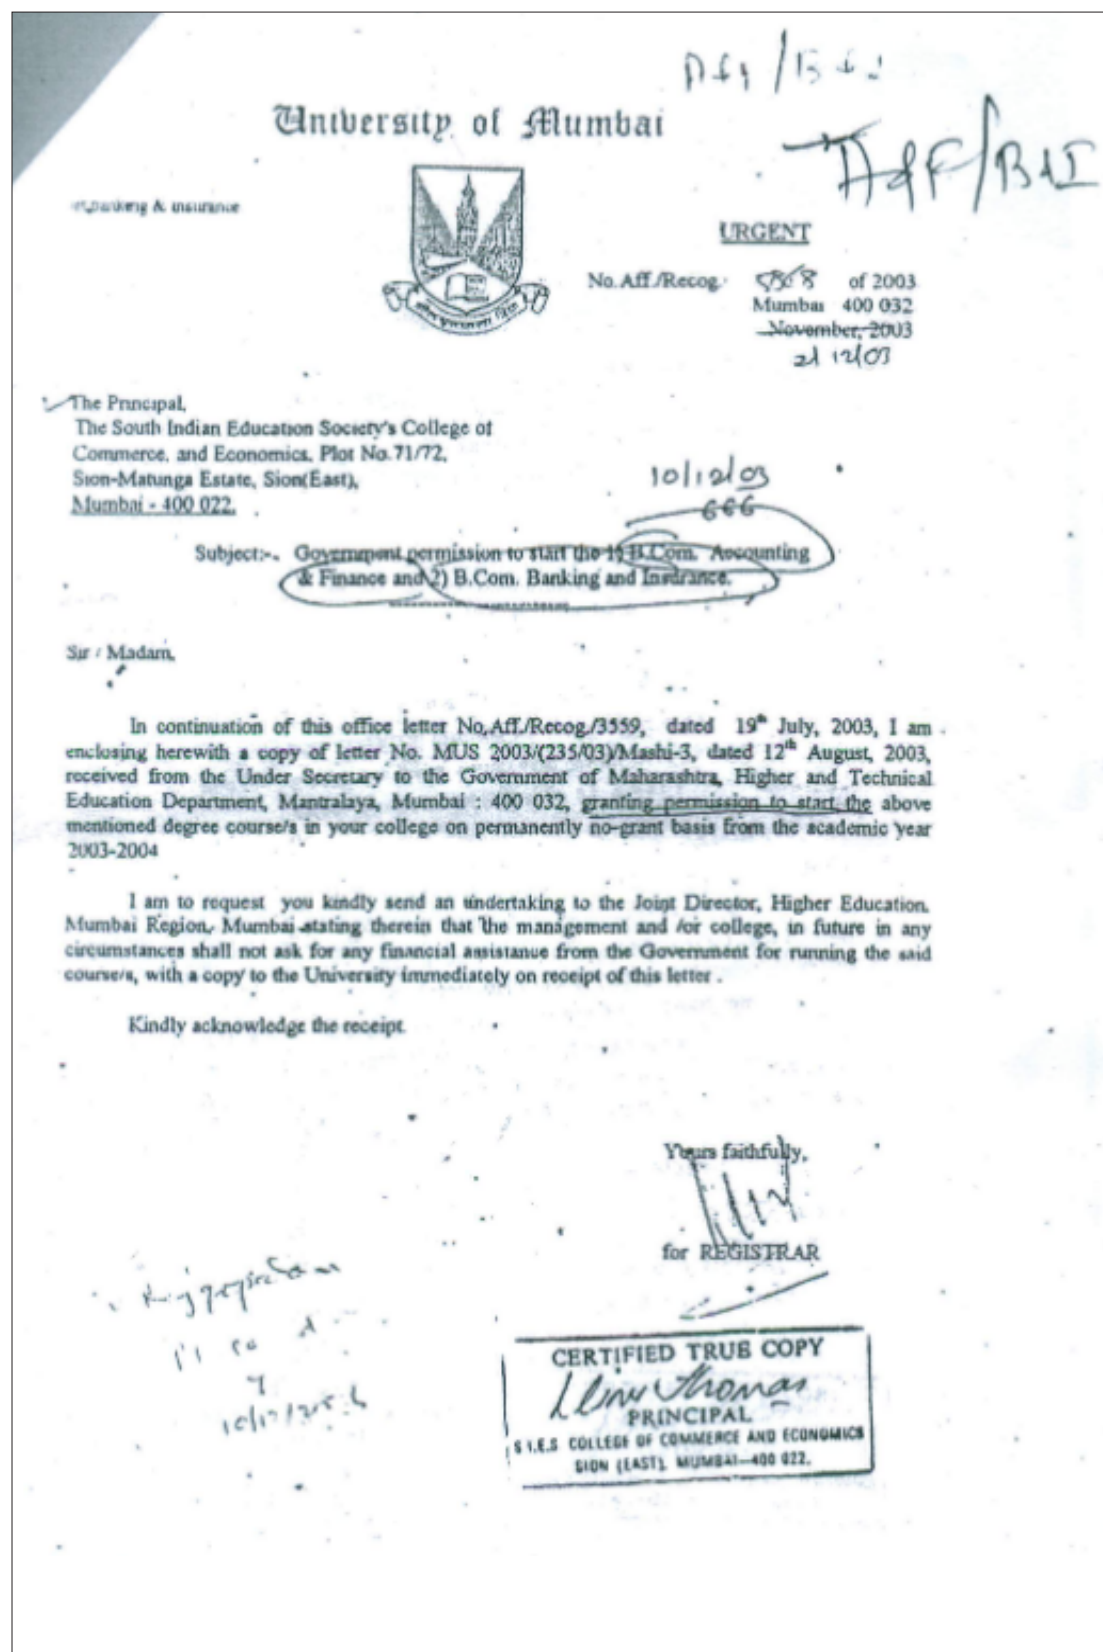 A&F/B&I
University of Mumbai
banking & insurance
URGENT
No. Aff./Recog. of 2003
Mumbai 400 032
November, 2003
2/12/03
The Principal,
The South Indian Education Society's College of
Commerce, and Economics, Plot No.71/72,
Sion-Matunga Estate, Sion(East),
Mumbai - 400 022.
10/12/03
666
Subject:-. Government permission to start the 1) B.Com. Accounting
& Finance and 2) B.Com. Banking and Insurance.
Sir / Madam,
In continuation of this office letter No.Aff./Recog./3559, dated 19th July, 2003, I am
enclosing herewith a copy of letter No. MUS 2003/(235/03)/Mashi-3, dated 12th August, 2003,
received from the Under Secretary to the Government of Maharashtra, Higher and Technical
Education Department, Mantralaya, Mumbai : 400 032, granting permission to start the above
mentioned degree course/s in your college on permanently no-grant basis from the academic year
2003-2004
I am to request you kindly send an undertaking to the Joint Director, Higher Education,
Mumbai Region, Mumbai stating therein that the management and /or college, in future in any
circumstances shall not ask for any financial assistance from the Government for running the said
course/s, with a copy to the University immediately on receipt of this letter .
Kindly acknowledge the receipt
Yours faithfully,
for REGISTRAR
CERTIFIED TRUE COPY
Thomas
PRINCIPAL
S.I.E.S. COLLEGE OF COMMERCE AND ECONOMICS
SION (EAST), MUMBAI-400 022.